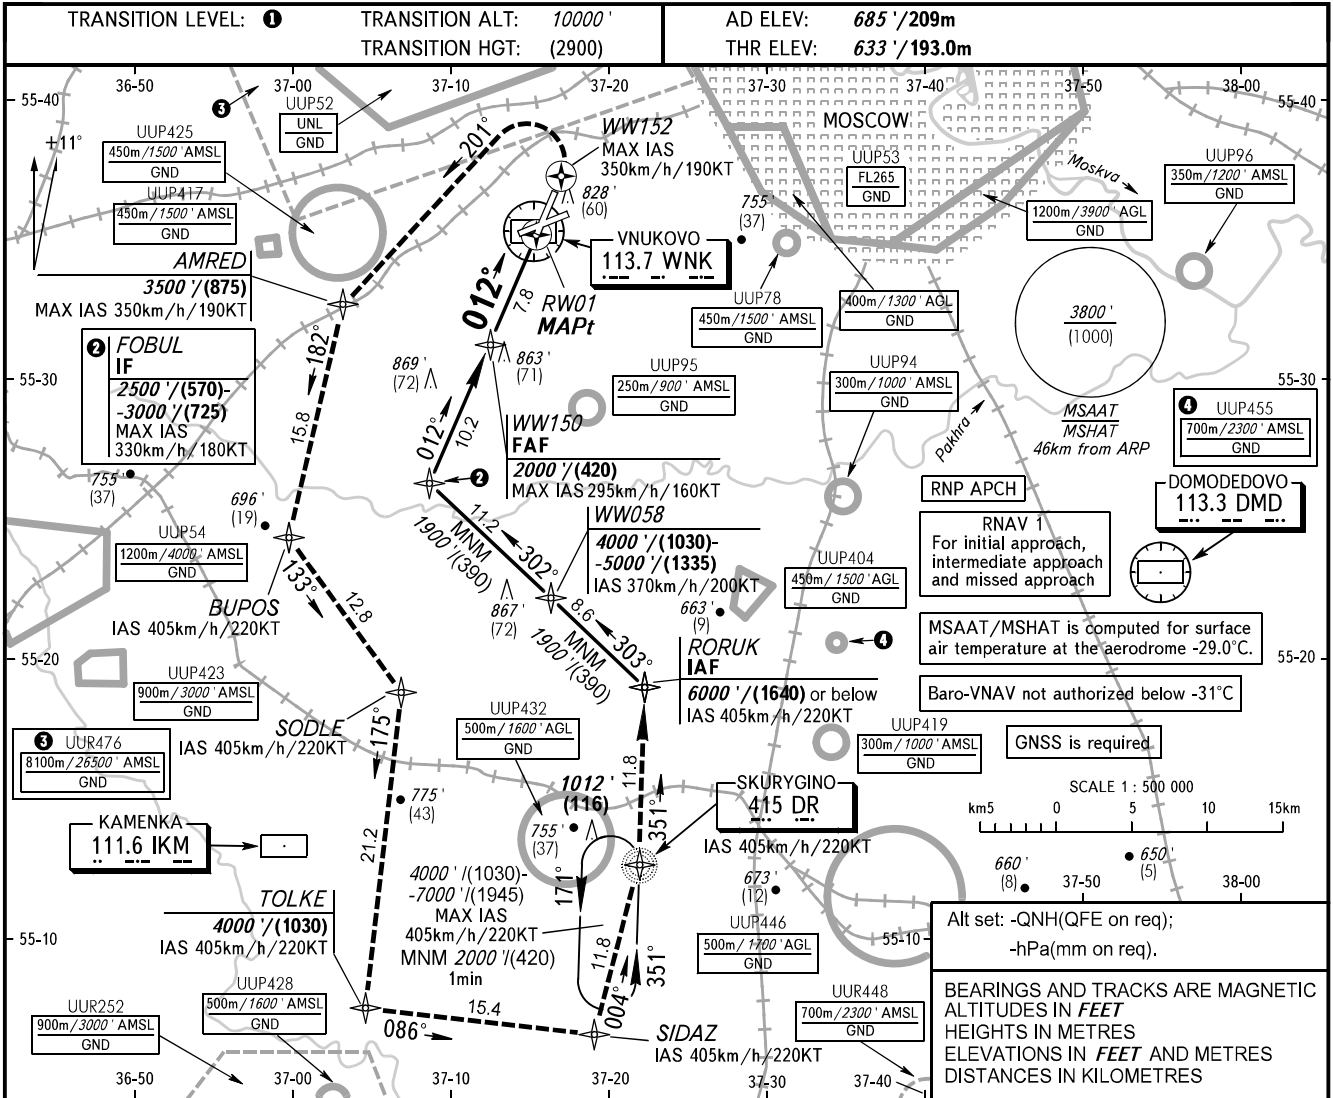 TRANSITION LEVEL: ❶
TRANSITION ALT: 10000 '
TRANSITION HGT: (2900)
AD ELEV: 685 '/209m
THR ELEV: 633 '/193.0m
36-50
37-00
37-10
37-20
37-30
37-40
37-50
38-00
55-40
55-40
+11°
❸
UUP52
UNL
GND
UUP425
450m/1500 ' AMSL
GND
UUP417
450m/1500 ' AMSL
GND
201°
WW152
MAX IAS
350km/h/190KT
828 '
(60)
MOSCOW
UUP53
FL265
GND
Moskva
UUP96
350m/1200 ' AMSL
GND
1200m/3900 ' AGL
GND
755 '
(37)
VNUKOVO
113.7 WNK
AMRED
3500 '/(875)
MAX IAS 350km/h/190KT
012°
7.8
RW01
MAPt
UUP78
450m/1500 ' AMSL
GND
400m/1300 ' AGL
GND
3800 '
(1000)
MSAAT
MSHAT
46km from ARP
❷ FOBUL
IF
2500 '/(570)-
-3000 '/(725)
MAX IAS
330km/h/180KT
182°
15.8
869 '
(72)
863 '
(71)
UUP95
250m/900 ' AMSL
GND
UUP94
300m/1000 ' AMSL
GND
55-30
55-30
Pakhra
❹ UUP455
700m/2300 ' AMSL
GND
012°
10.2
WW150
FAF
2000 '/(420)
MAX IAS 295km/h/160KT
❷
755 '
(37)
696 '
(19)
RNP APCH
DOMODEDOVO
113.3 DMD
UUP54
1200m/4000 ' AMSL
GND
11.2
302°
MNM
1900 '/(390)
WW058
4000 '/(1030)-
-5000 '/(1335)
IAS 370km/h/200KT
RNAV 1
For initial approach,
intermediate approach
and missed approach
133°
12.8
BUPOS
IAS 405km/h/220KT
867 '
(72)
8.6
303°
MNM
1900 '/(390)
663 '
(9)
UUP404
450m/1500 ' AGL
GND
❹
MSAAT/MSHAT is computed for surface
air temperature at the aerodrome -29.0°C.
55-20
55-20
RORUK
IAF
6000 '/(1640) or below
IAS 405km/h/220KT
UUP423
900m/3000 ' AMSL
GND
Baro-VNAV not authorized below -31°C
SODLE
IAS 405km/h/220KT
175°
UUP432
500m/1600 ' AGL
GND
UUP419
300m/1000 ' AMSL
GND
GNSS is required
❸ UUR476
8100m/26500 ' AMSL
GND
11.8
351°
SKURYGINO
415 DR
IAS 405km/h/220KT
SCALE 1 : 500 000
km5 0 5 10 15km
1012 '
(116)
755 '
(37)
775 '
(43)
KAMENKA
111.6 IKM
21.2
660 '
(8)
650 '
(5)
37-50
38-00
673 '
(12)
4000 '/(1030)-
-7000 '/(1945)
MAX IAS
405km/h/220KT
MNM 2000 '/(420)
1min
171°
351°
TOLKE
4000 '/(1030)
IAS 405km/h/220KT
UUP446
500m/1700 ' AGL
GND
55-10
55-10
Alt set: -QNH(QFE on req);
-hPa(mm on req).
11.8
004°
UUR252
900m/3000 ' AMSL
GND
UUP428
500m/1600 ' AMSL
GND
15.4
086°
SIDAZ
IAS 405km/h/220KT
UUR448
700m/2300 ' AMSL
GND
BEARINGS AND TRACKS ARE MAGNETIC
ALTITUDES IN FEET
HEIGHTS IN METRES
ELEVATIONS IN FEET AND METRES
DISTANCES IN KILOMETRES
36-50
37-00
37-10
37-20
37-30
37-40